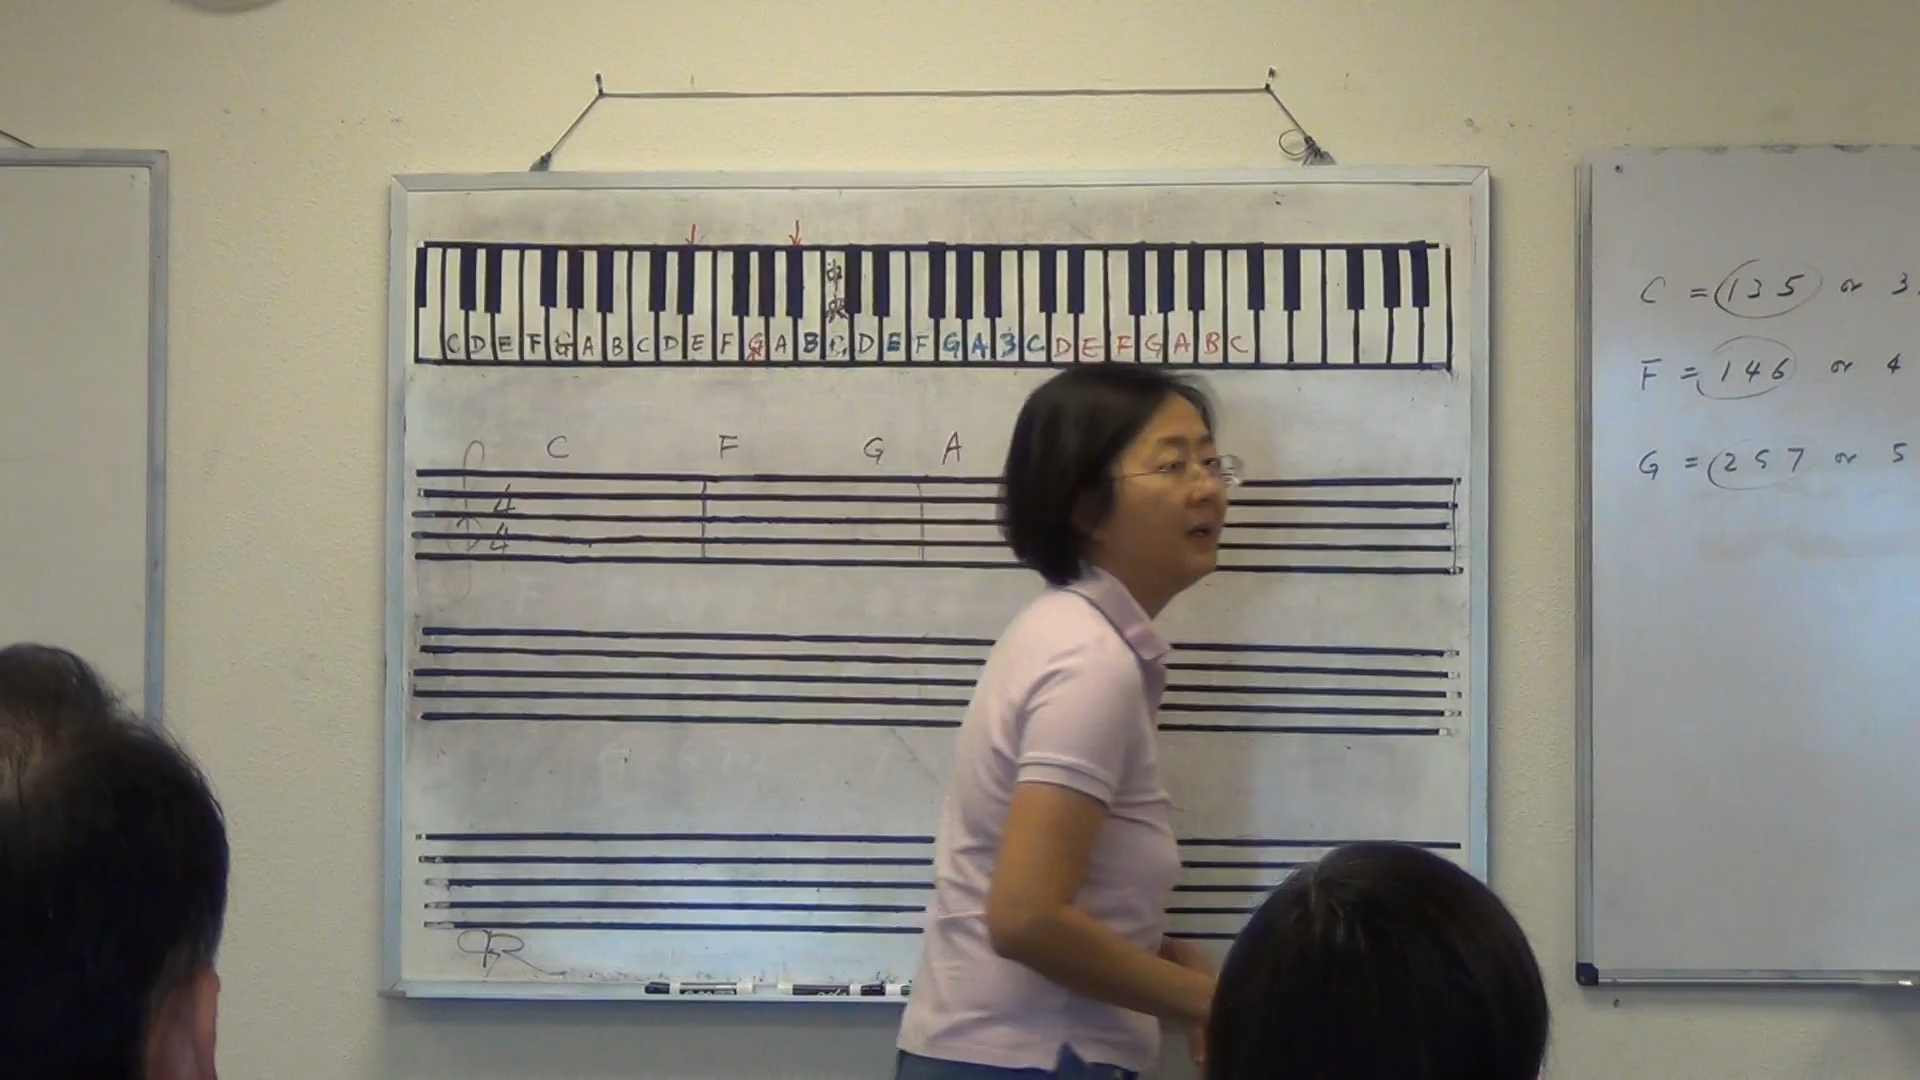 中
央
C D E F G A B C D E F G A B C D E F G A B C D E F G A B C
C F G A
4
4
C = 1 3 5 or 3
F = 1 4 6 or 4
G = 2 5 7 or 5